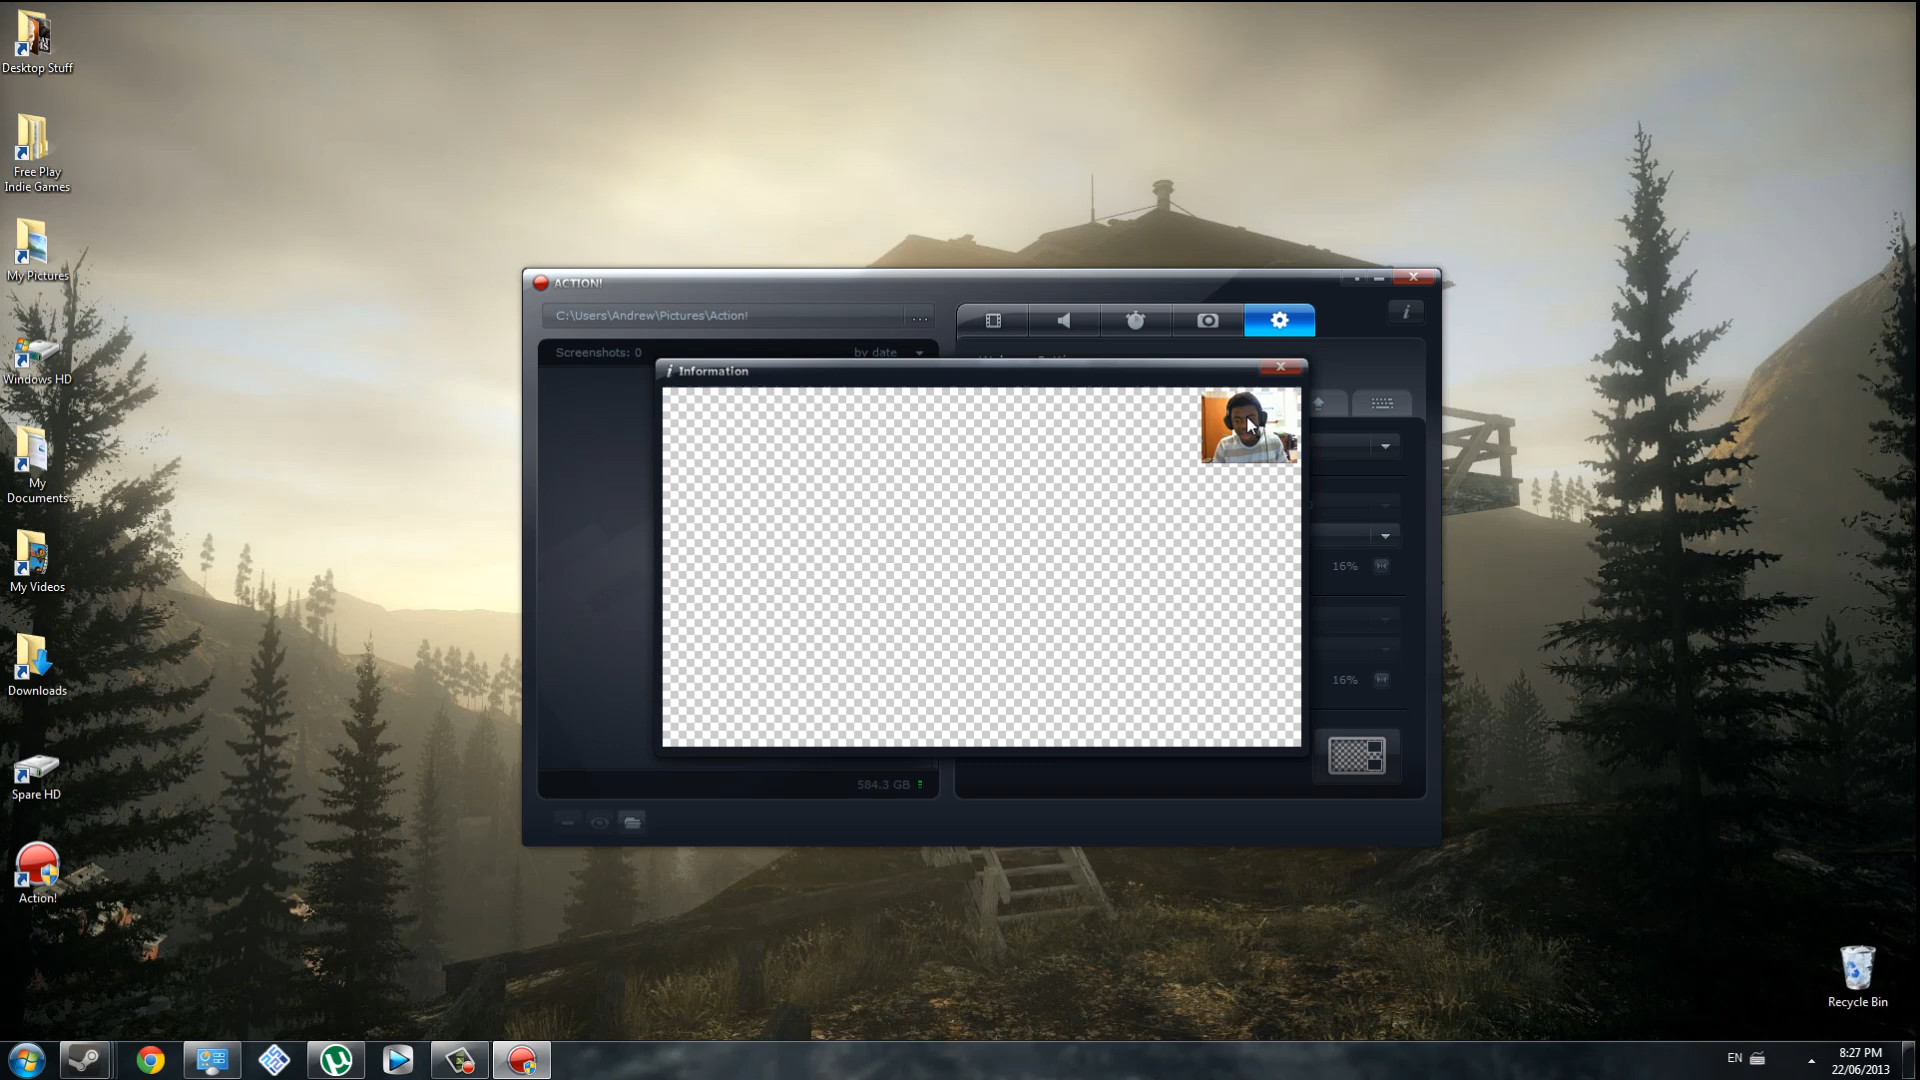 Desktop Stuff
Free Play
Indie Games
My Pictures
Windows HD
My
Documents
My Videos
Downloads
Spare HD
Action!
ACTION!
C:\Users\Andrew\Pictures\Action!
...
Screenshots: 0
by date
i
Information
16%
16%
584.3 GB
Recycle Bin
EN
8:27 PM
22/06/2013